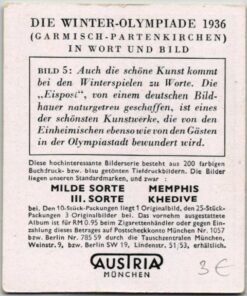 DIE WINTER-OLYMPIADE 1936
(GARMISCH-PARTENKIRCHEN)
IN WORT UND BILD
BILD 5: Auch die schöne Kunst kommt
bei den Winterspielen zu Worte. Die
„Eispost“, von einem deutschen Bild-
hauer naturgetreu geschaffen, ist eines
der schönsten Kunstwerke, die von den
Einheimischen ebenso wie von den Gästen
in der Olympiastadt bewundert wird.
Diese hochinteressante Bilderserie besteht aus 200 farbigen
Buchdruck- bzw. blau getönten Tiefdruckbildern. Die Bilder
liegen unseren Standardmarken, und zwar :
MILDE SORTE MEMPHIS
III. SORTE KHEDIVE
bei. Den 10-Stück-Packungen liegt 1 Originalbild, den 25-Stück-
Packungen 3 Originalbilder bei. Das vornehm ausgestattete
Album ist für RM 0.95 beim Zigarettenhändler oder gegen Ein-
zahlung dieses Betrages auf Postscheckkonto München Nr. 1057
bzw. Berlin Nr. 785 59 durch die Tauschzentralen München,
Weinstr. 9, bzw. Berlin SW 19, Lindenstr. 51/53, erhältlich.
AUSTRIA
MÜNCHEN
3 €